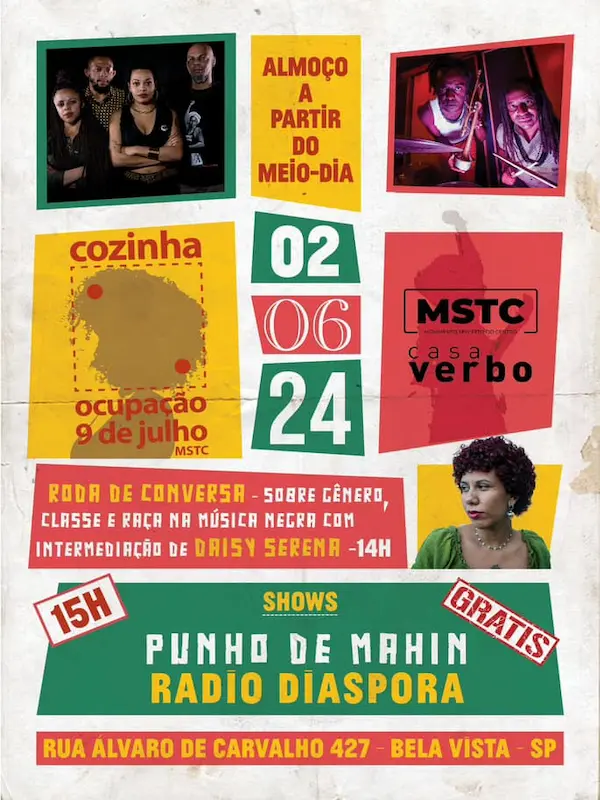 ALMOÇO
A
PARTIR
DO
MEIO-DIA
cozinha
ocupação
9 de julho
MSTC
02
06
24
MSTC
casa
verbo
RODA DE CONVERSA - SOBRE GÊNERO,
CLASSE E RAÇA NA MÚSICA NEGRA COM
INTERMEDIAÇÃO DE DAISY SERENA -14H
15H
SHOWS
GRATIS
PUNHO DE MAHIN
RADIO DIASPORA
RUA ÁLVARO DE CARVALHO 427 - BELA VISTA - SP